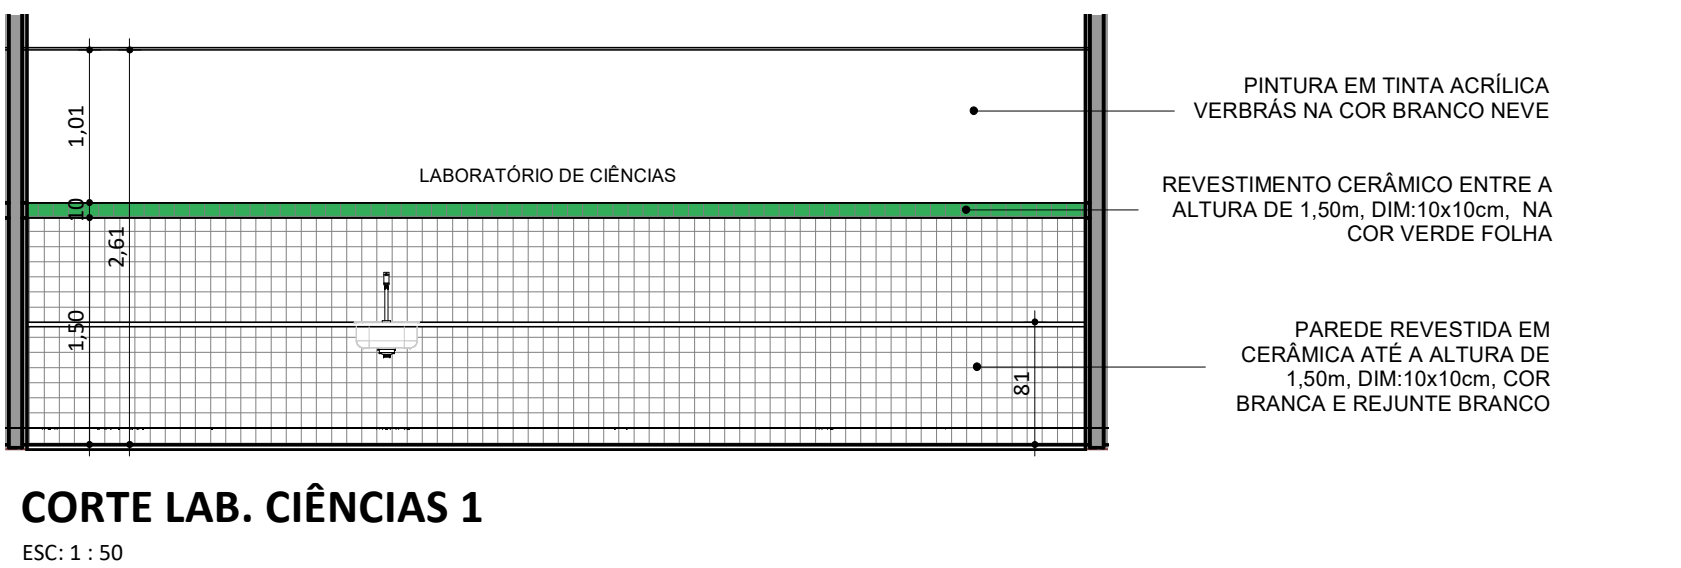 PINTURA EM TINTA ACRÍLICA
VERBRÁS NA COR BRANCO NEVE
1,01
LABORATÓRIO DE CIÊNCIAS
REVESTIMENTO CERÂMICO ENTRE A
ALTURA DE 1,50m, DIM:10x10cm, NA
COR VERDE FOLHA
10
2,61
1,50
PAREDE REVESTIDA EM
CERÂMICA ATÉ A ALTURA DE
1,50m, DIM:10x10cm, COR
BRANCA E REJUNTE BRANCO
81
CORTE LAB. CIÊNCIAS 1
ESC: 1 : 50